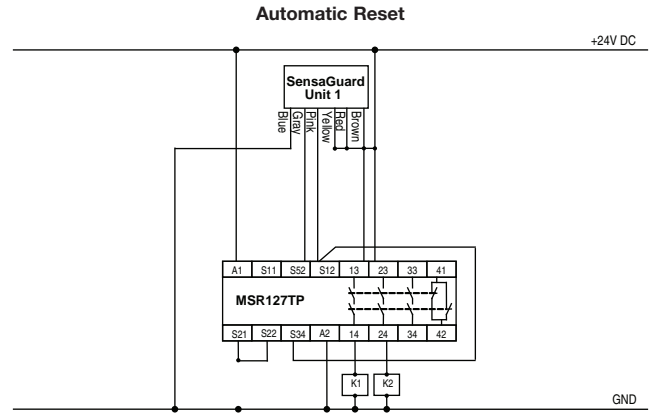 Automatic Reset
+24V DC
SensaGuard
Unit 1
Blue
Gray
Pink
Yellow
Red
Brown
A1 S11 S52 S12 13 23 33 41
MSR127TP
S21 S22 S34 A2 14 24 34 42
K1 K2
GND